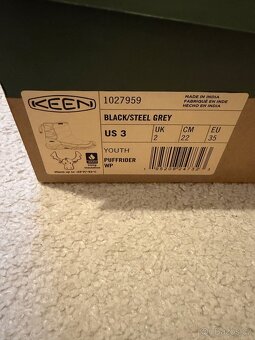 KEEN
1027959
MADE IN INDIA
FABRIQUÉ EN INDE
HECHO EN INDIA
BLACK/STEEL GREY
US 3
UK
2
CM
22
EU
35
YOUTH
PUFFRIDER
WP